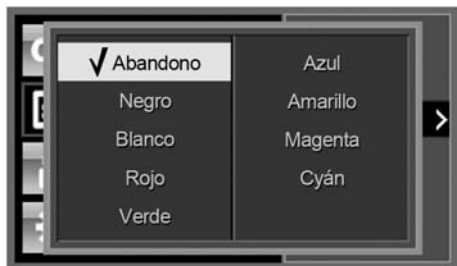 Abandono
Negro
Blanco
Rojo
Verde
Azul
Amarillo
Magenta
Cyán